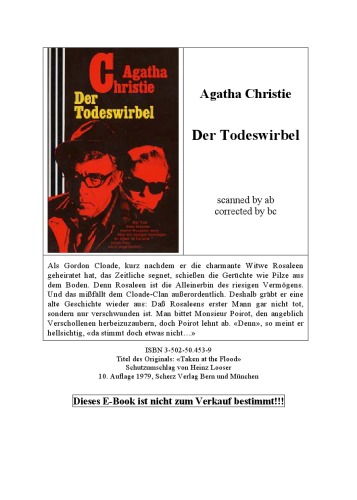 Agatha
Christie
Der
Todeswirbel
Agatha Christie
Der Todeswirbel
scanned by ab
corrected by bc
Als Gordon Cloade, kurz nachdem er die charmante Witwe Rosaleen
geheiratet hat, das Zeitliche segnet, schießen die Gerüchte wie Pilze aus
dem Boden. Denn Rosaleen ist die Alleinerbin des riesigen Vermögens.
Und das mißfällt dem Cloade-Clan außerordentlich. Deshalb gräbt er eine
alte Geschichte wieder aus: Daß Rosaleens erster Mann gar nicht tot,
sondern nur verschwunden ist. Man bittet Monsieur Poirot, den angeblich
Verschollenen herbeizuzaubern, doch Poirot lehnt ab. «Denn», so meint er
hellsichtig, «da stimmt doch etwas nicht…»
ISBN 3-502-50.453-9
Titel des Originals: «Taken at the Flood»
Schutzumschlag von Heinz Looser
10. Auflage 1979, Scherz Verlag Bern und München
Dieses E-Book ist nicht zum Verkauf bestimmt!!!